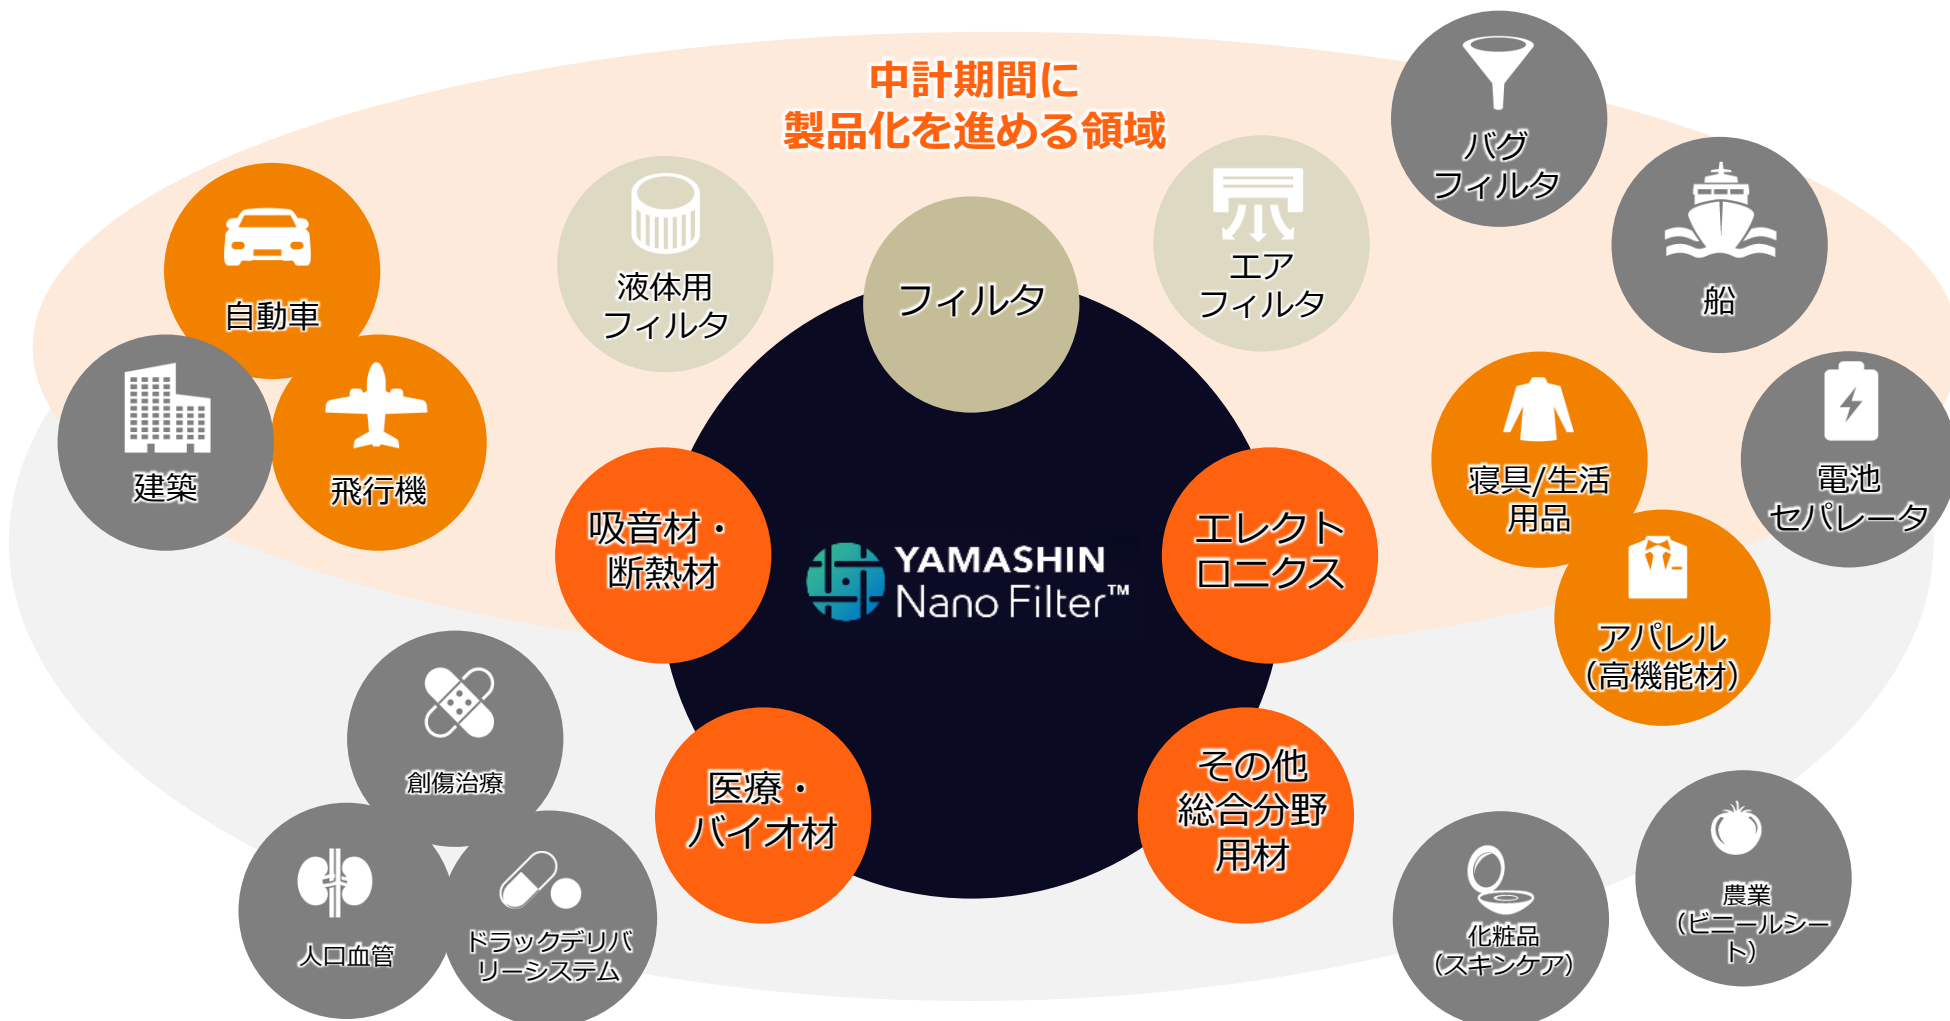 中計期間に
製品化を進める領域
バグ
フィルタ
船
自動車
液体用
フィルタ
フィルタ
エア
フィルタ
建築
飛行機
寝具/生活
用品
電池
セパレータ
吸音材・
断熱材
エレクト
ロニクス
YAMASHIN
Nano Filter™
アパレル
（高機能材）
創傷治療
医療・
バイオ材
その他
総合分野
用材
人口血管
ドラックデリバ
リーシステム
化粧品
（スキンケア）
農業
（ビニールシー
ト）